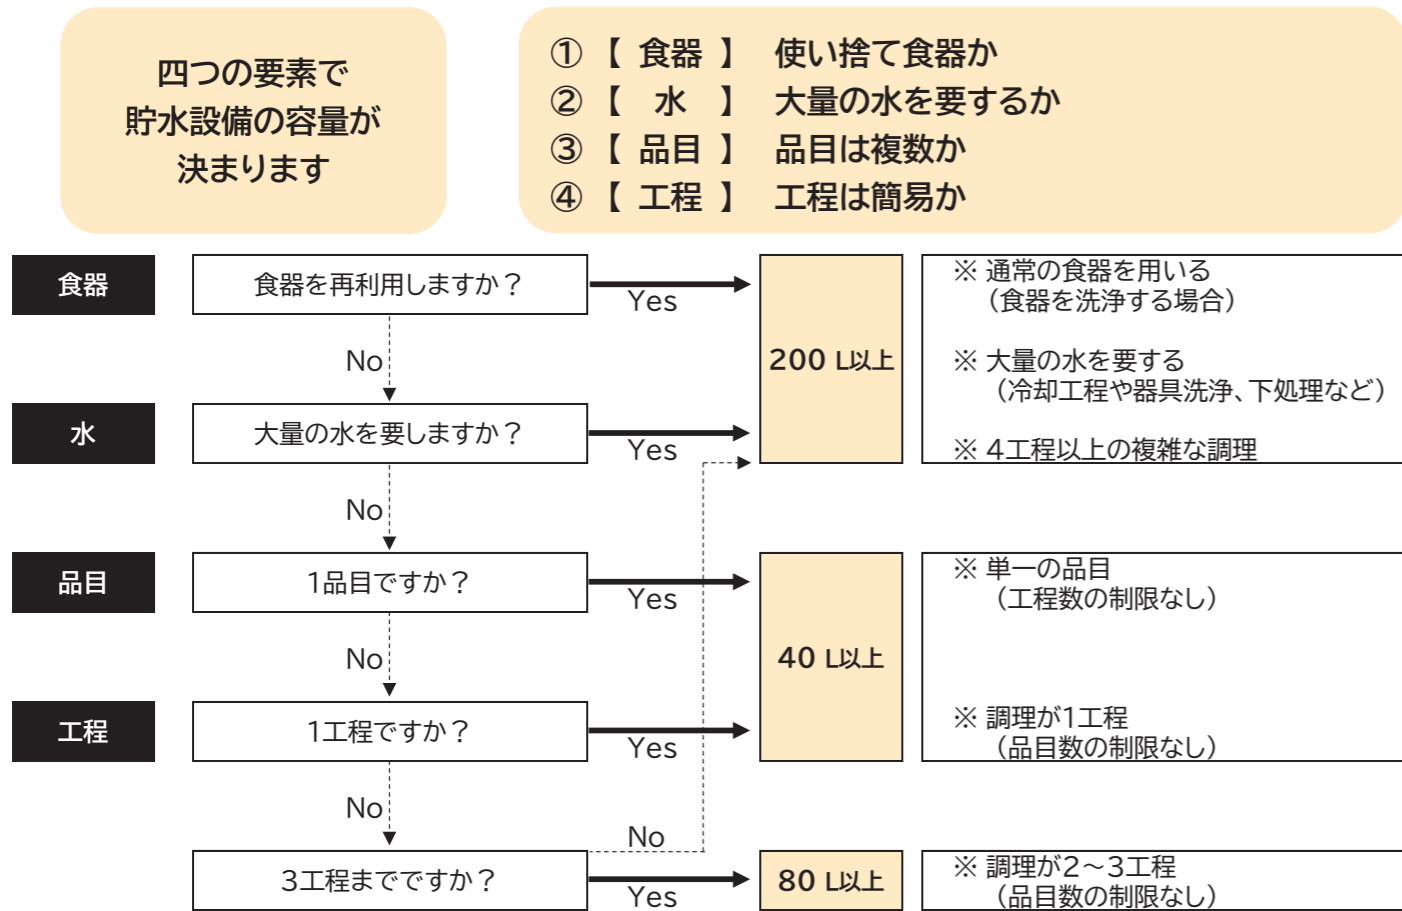 四つの要素で
貯水設備の容量が
決まります
① 【 食器 】 使い捨て食器か
② 【 水 】 大量の水を要するか
③ 【 品目 】 品目は複数か
④ 【 工程 】 工程は簡易か
食器
食器を再利用しますか？
Yes
No
200 L以上
※ 通常の食器を用いる
（食器を洗浄する場合）
※ 大量の水を要する
（冷却工程や器具洗浄、下処理など）
※ 4工程以上の複雑な調理
水
大量の水を要しますか？
Yes
No
品目
1品目ですか？
Yes
No
40 L以上
※ 単一の品目
（工程数の制限なし）
※ 調理が1工程
（品目数の制限なし）
工程
1工程ですか？
Yes
No
No
3工程までですか？
Yes
80 L以上
※ 調理が2～3工程
（品目数の制限なし）